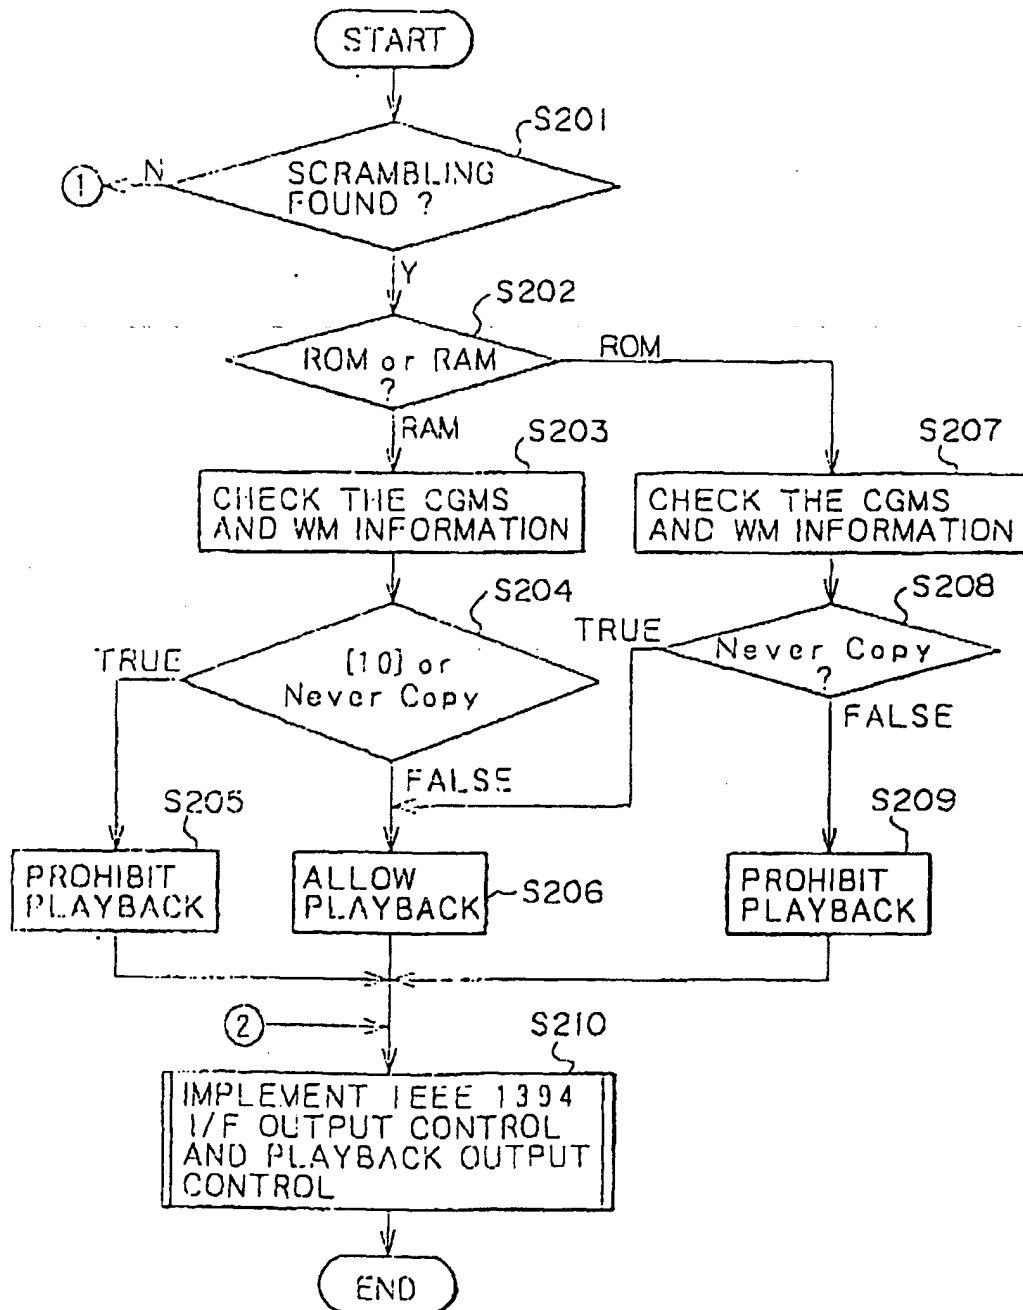 START
S201
N
1
SCRAMBLING
FOUND ?
Y
S202
ROM or RAM
?
ROM
RAM
S203
S207
CHECK THE CGMS
AND WM INFORMATION
CHECK THE CGMS
AND WM INFORMATION
S204
S208
TRUE
[10] or
Never Copy
TRUE
Never Copy
?
FALSE
FALSE
S205
S209
PROHIBIT
PLAYBACK
ALLOW
PLAYBACK
S206
PROHIBIT
PLAYBACK
2
S210
IMPLEMENT IEEE 1394
I/F OUTPUT CONTROL
AND PLAYBACK OUTPUT
CONTROL
END